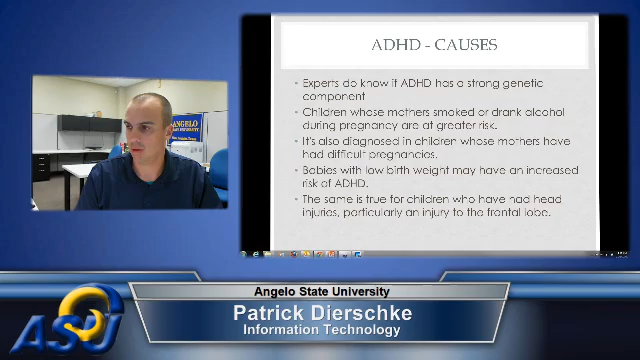 ADHD - CAUSES
• Experts do know if ADHD has a strong genetic
component
• Children whose mothers smoked or drank alcohol
during pregnancy are at greater risk.
• It's also diagnosed in children whose mothers have
had difficult pregnancies.
• Babies with low birth weight may have an increased
risk of ADHD.
• The same is true for children who have had head
injuries, particularly an injury to the frontal lobe.
ANGELO
STATE UNIVERSITY
Angelo State University
Patrick Dierschke
Information Technology
ASU